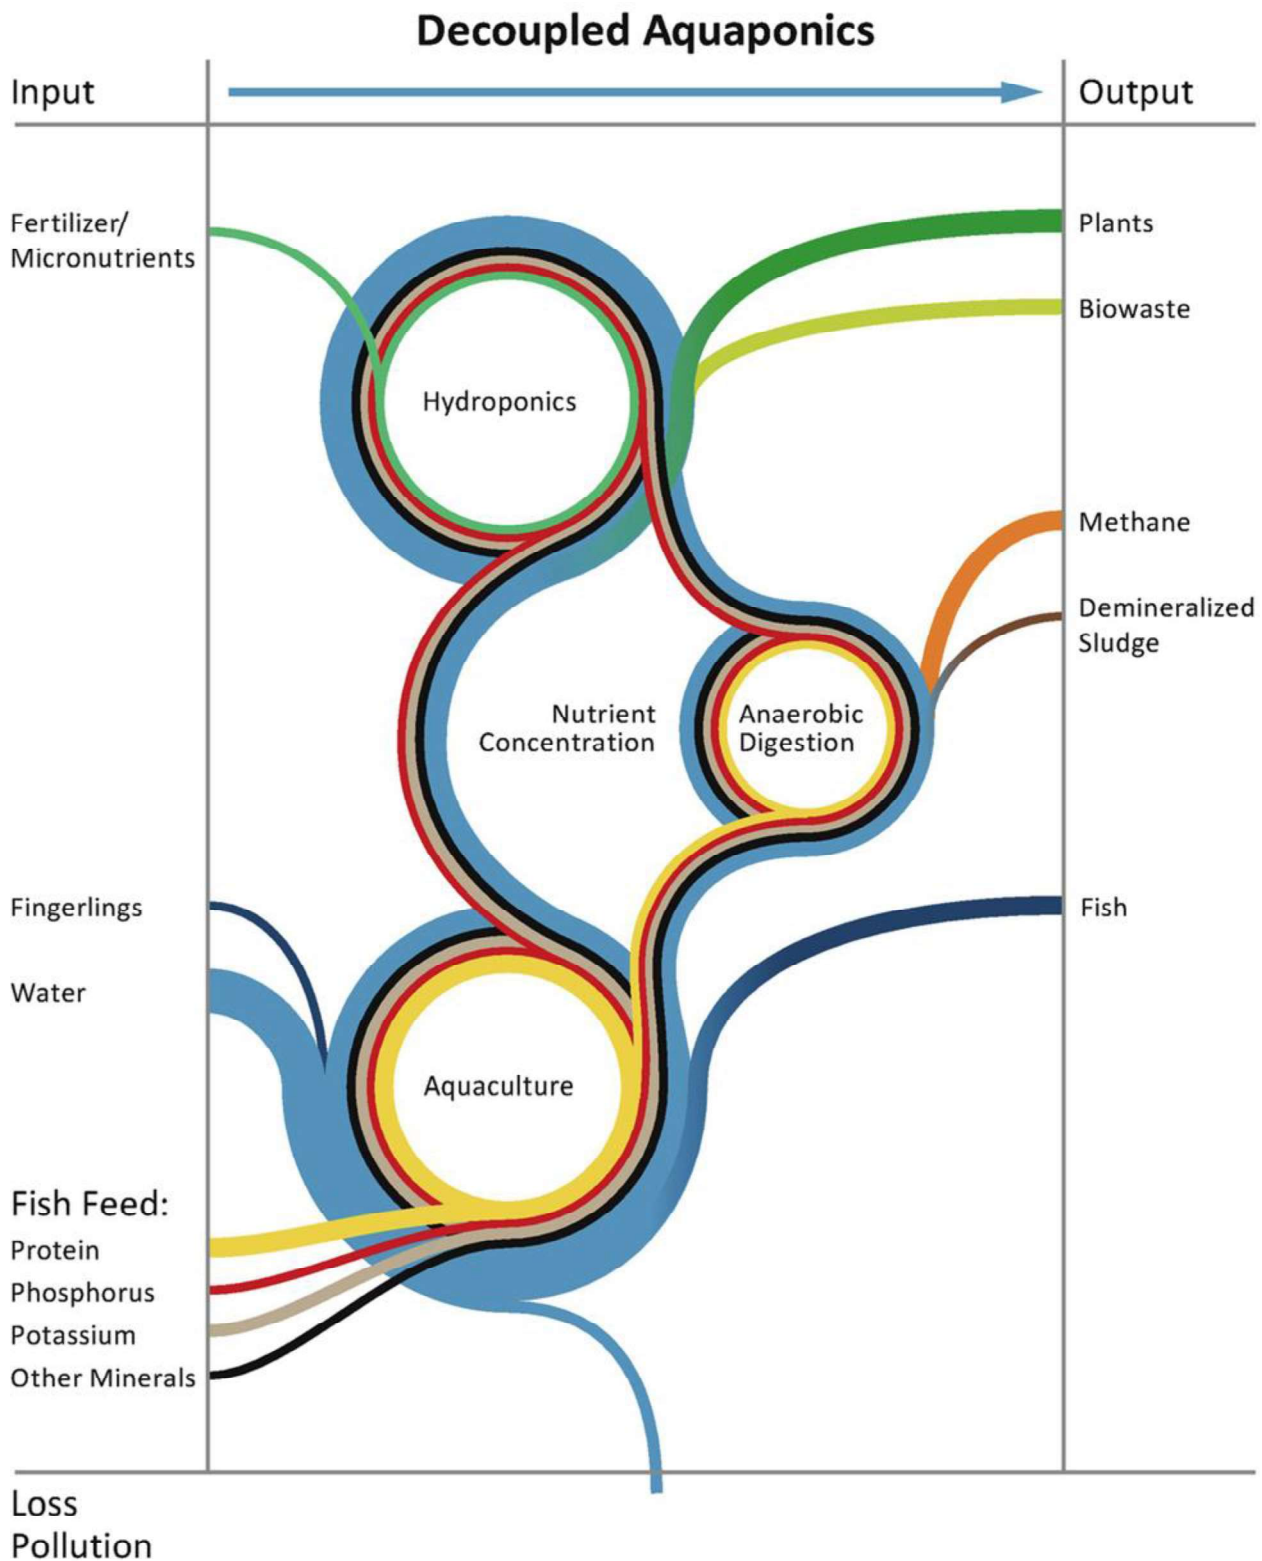 Decoupled Aquaponics
Input
Output
Fertilizer/
Micronutrients
Plants
Biowaste
Hydroponics
Methane
Demineralized
Sludge
Nutrient
Concentration
Anaerobic
Digestion
Fingerlings
Fish
Water
Aquaculture
Fish Feed:
Protein
Phosphorus
Potassium
Other Minerals
Loss
Pollution